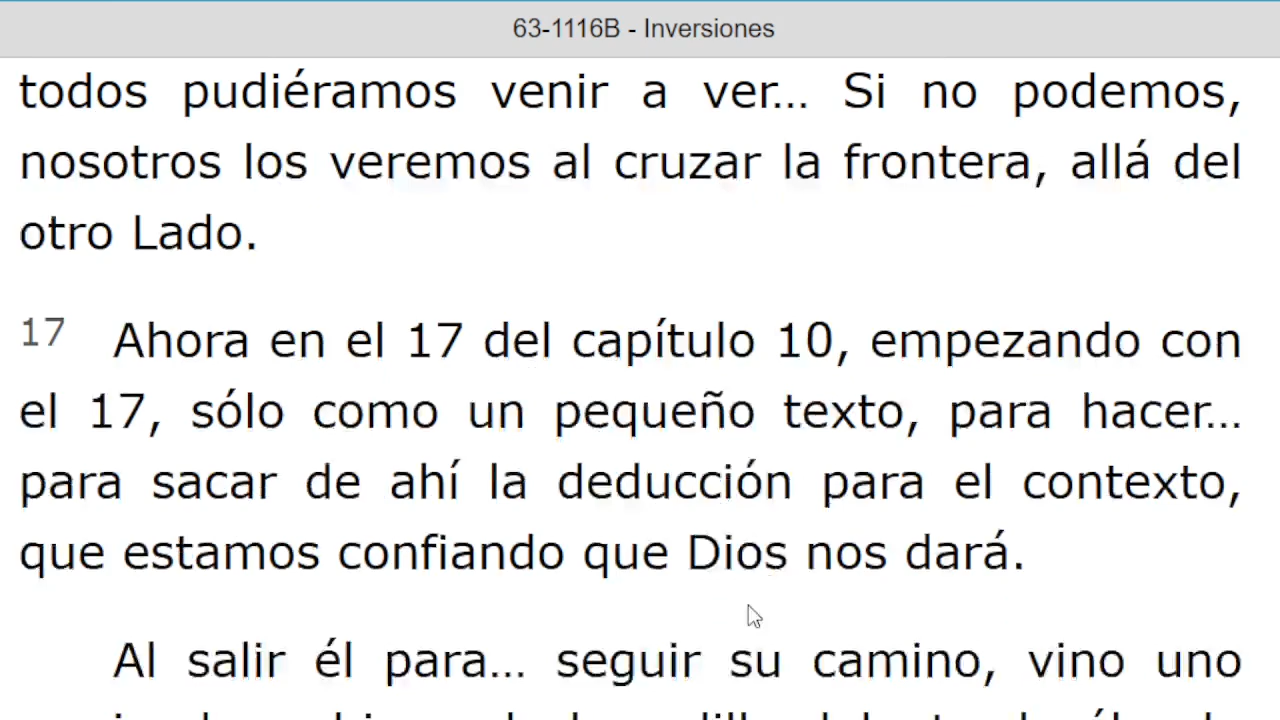 63-1116B - Inversiones
todos pudiéramos venir a ver... Si no podemos,
nosotros los veremos al cruzar la frontera, allá del
otro Lado.
17 Ahora en el 17 del capítulo 10, empezando con
el 17, sólo como un pequeño texto, para hacer...
para sacar de ahí la deducción para el contexto,
que estamos confiando que Dios nos dará.
Al salir él para... seguir su camino, vino uno